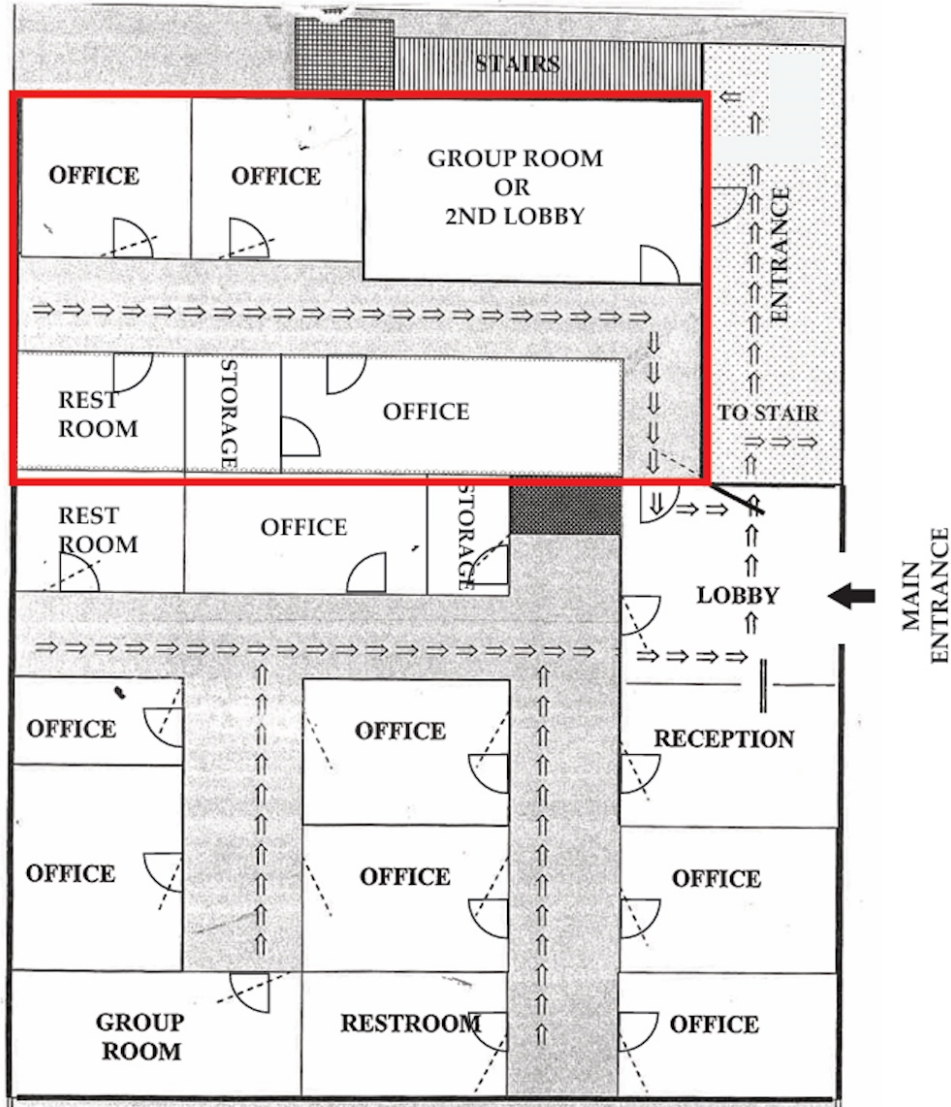 STAIRS
OFFICE
OFFICE
GROUP ROOM
OR
2ND LOBBY
ENTRANCE
REST
ROOM
STORAGE
OFFICE
TO STAIR
REST
ROOM
OFFICE
STORAGE
LOBBY
MAIN
ENTRANCE
OFFICE
OFFICE
RECEPTION
OFFICE
OFFICE
OFFICE
GROUP
ROOM
RESTROOM
OFFICE